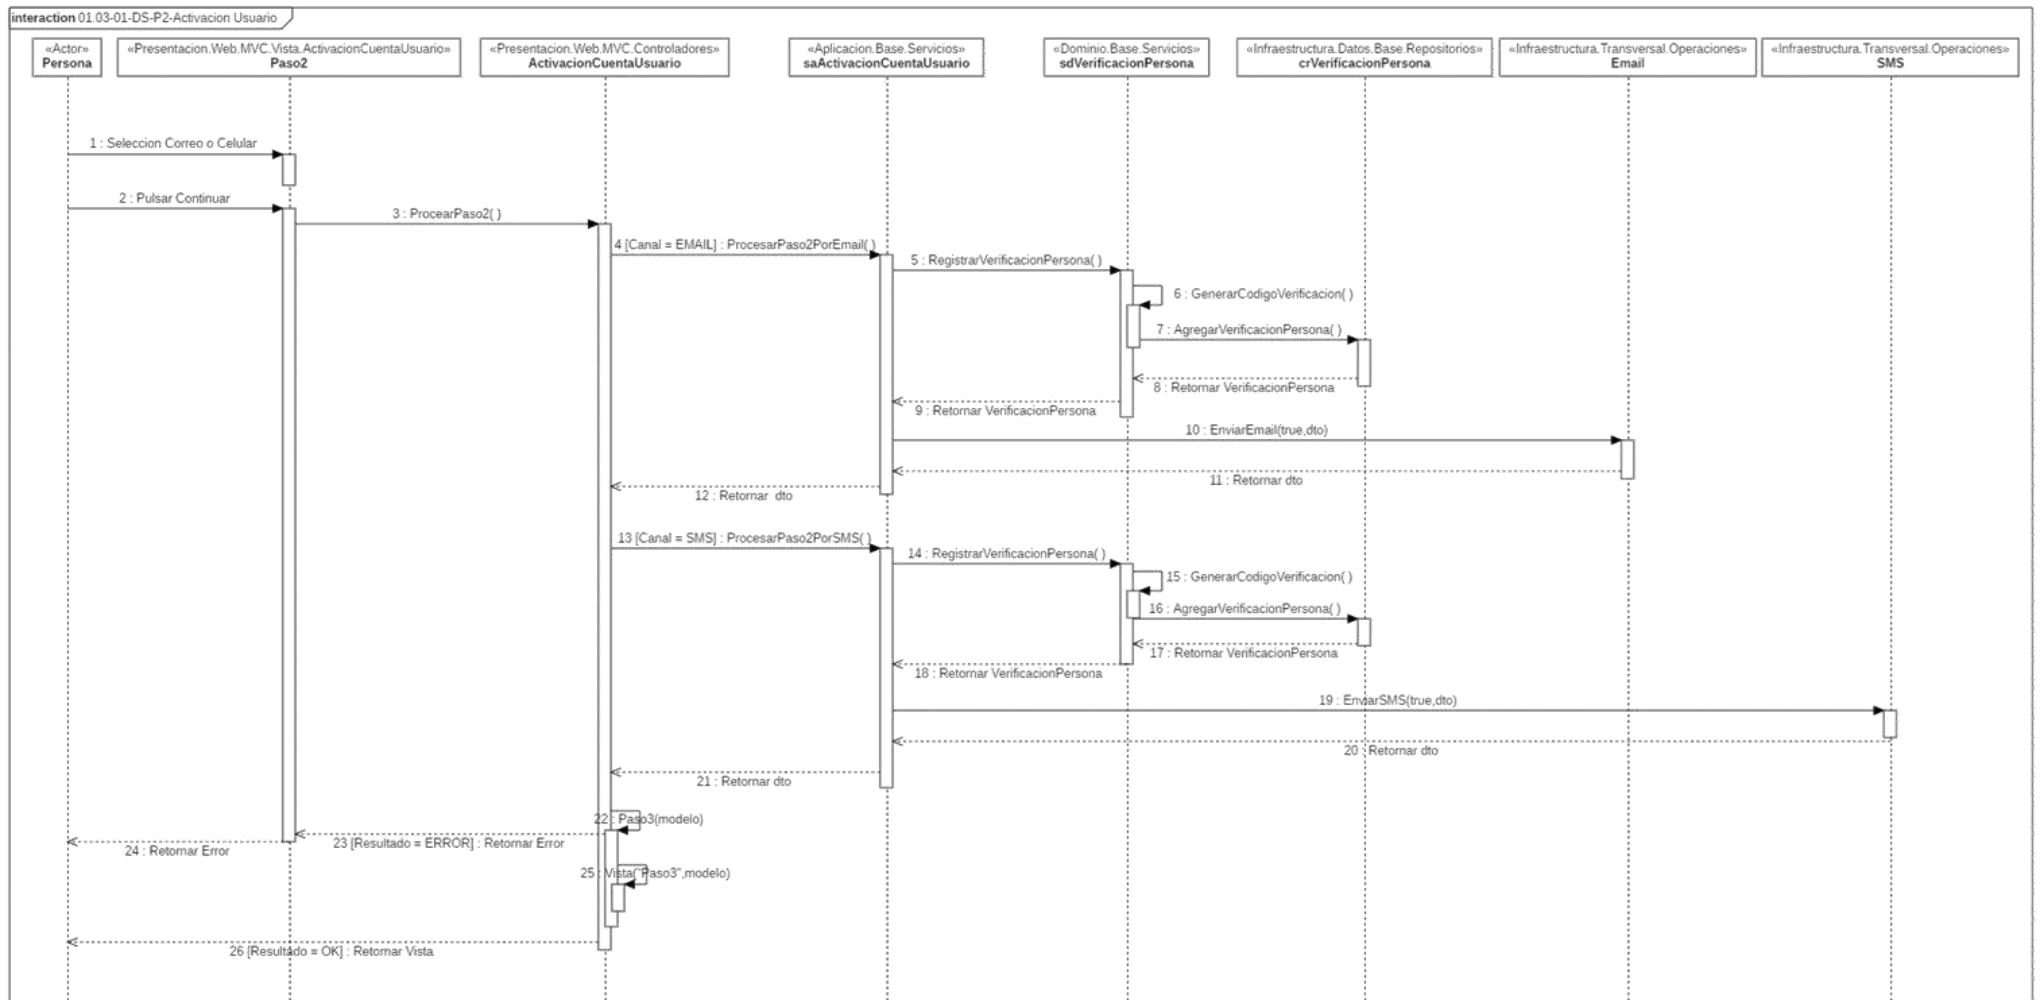 interaction 01.03-01-DS-P2-Activacion Usuario
«Actor»
Persona
«Presentacion.Web.MVC.Vista.ActivacionCuentaUsuario»
Paso2
«Presentacion.Web.MVC.Controladores»
ActivacionCuentaUsuario
«Aplicacion.Base.Servicios»
saActivacionCuentaUsuario
«Dominio.Base.Servicios»
sdVerificacionPersona
«Infraestructura.Datos.Base.Repositorios»
crVerificacionPersona
«Infraestructura.Transversal.Operaciones»
Email
«Infraestructura.Transversal.Operaciones»
SMS
1 : Seleccion Correo o Celular
2 : Pulsar Continuar
3 : ProcearPaso2( )
4 [Canal = EMAIL] : ProcesarPaso2PorEmail( )
5 : RegistrarVerificacionPersona( )
6 : GenerarCodigoVerificacion( )
7 : AgregarVerificacionPersona( )
8 : Retornar VerificacionPersona
9 : Retornar VerificacionPersona
10 : EnviarEmail(true,dto)
11 : Retornar dto
12 : Retornar dto
13 [Canal = SMS] : ProcesarPaso2PorSMS( )
14 : RegistrarVerificacionPersona( )
15 : GenerarCodigoVerificacion( )
16 : AgregarVerificacionPersona( )
17 : Retornar VerificacionPersona
18 : Retornar VerificacionPersona
19 : EnviarSMS(true,dto)
20 : Retornar dto
21 : Retornar dto
22 : Paso3(modelo)
23 [Resultado = ERROR] : Retornar Error
24 : Retornar Error
25 : Vista("Paso3",modelo)
26 [Resultado = OK] : Retornar Vista